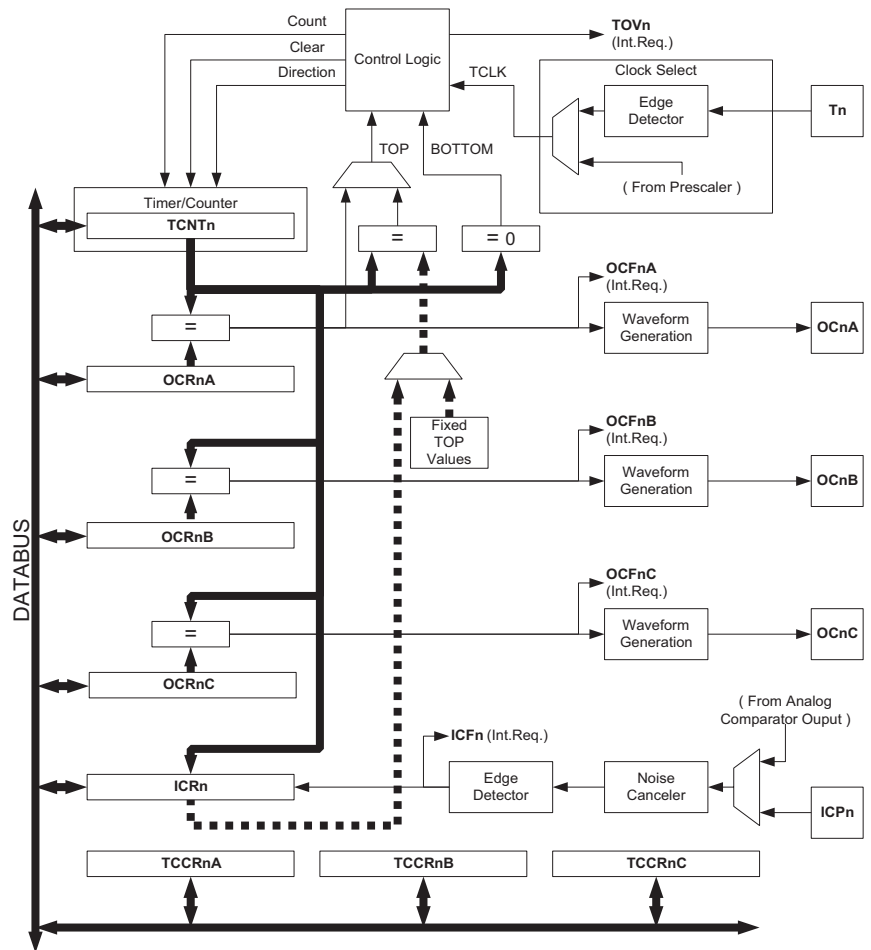 Count
Clear
Direction
Control Logic
TOVn
(Int.Req.)
TCLK
Clock Select
Edge
Detector
Tn
( From Prescaler )
TOP
BOTTOM
Timer/Counter
TCNTn
=
= 0
OCFnA
(Int.Req.)
=
Waveform
Generation
OCnA
OCRnA
Fixed
TOP
Values
OCFnB
(Int.Req.)
=
Waveform
Generation
OCnB
OCRnB
DATABUS
OCFnC
(Int.Req.)
=
Waveform
Generation
OCnC
OCRnC
( From Analog
Comparator Ouput )
ICFn (Int.Req.)
ICRn
Edge
Detector
Noise
Canceler
ICPn
TCCRnA
TCCRnB
TCCRnC